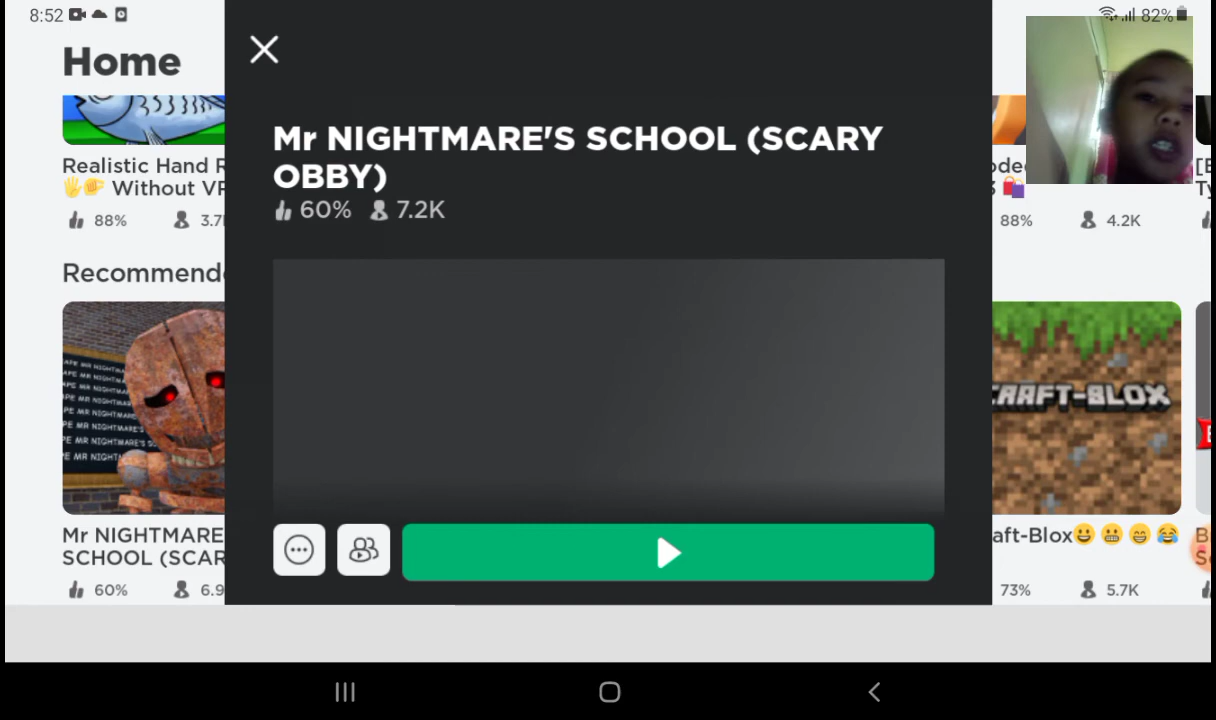 8:52
82%
Home
Mr NIGHTMARE'S SCHOOL (SCARY
OBBY)
60% 7.2K
Realistic Hand R
🖐👊 Without VR
88% 3.7
88% 4.2K
Recommende
CRAFT-BLOX
Mr NIGHTMARE
SCHOOL (SCAR
60% 6.9
aft-Blox😀😬😁😂
73% 5.7K